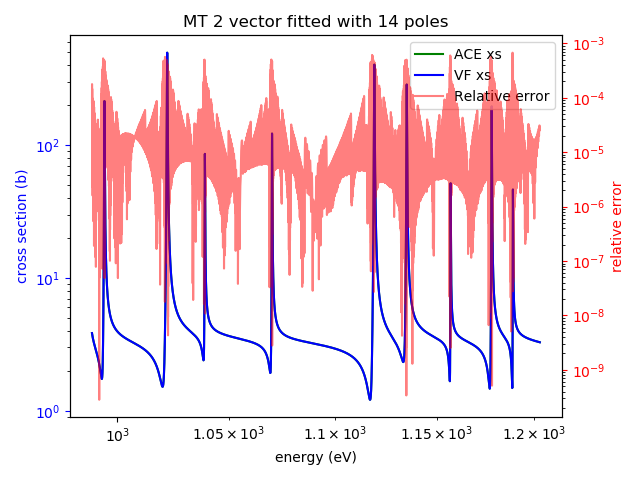 MT 2 vector fitted with 14 poles
ACE xs
VF xs
Relative error
cross section (b)
10²
10¹
10⁰
relative error
10⁻³
10⁻⁴
10⁻⁵
10⁻⁶
10⁻⁷
10⁻⁸
10⁻⁹
10³
1.05 × 10³
1.1 × 10³
1.15 × 10³
1.2 × 10³
energy (eV)